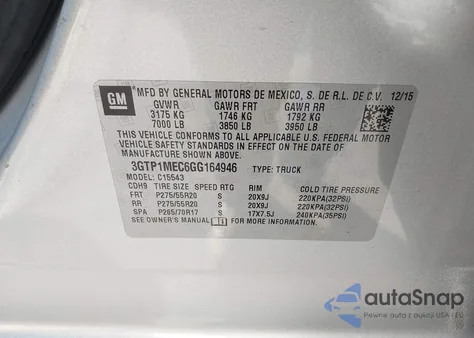 GM
MFD BY GENERAL MOTORS DE MEXICO, S. DE R.L. DE C.V. 12/15
GVWR GAWR FRT GAWR RR
3175 KG 1746 KG 1792 KG
7000 LB 3850 LB 3950 LB
THIS VEHICLE CONFORMS TO ALL APPLICABLE U.S. FEDERAL MOTOR
VEHICLE SAFETY STANDARDS IN EFFECT ON THE DATE OF
MANUFACTURE SHOWN ABOVE.
3GTP1MEC6GG164946 TYPE: TRUCK
MODEL: C15543
CDH9 TIRE SIZE SPEED RTG RIM COLD TIRE PRESSURE
FRT P275/55R20 S 20X9J 220KPA(32PSI)
RR P275/55R20 S 20X9J 220KPA(32PSI)
SPA P265/70R17 S 17X7.5J 240KPA(35PSI)
SEE OWNER'S MANUAL FOR MORE INFORMATION.
autoSnap
Pewne auto z USA i EU